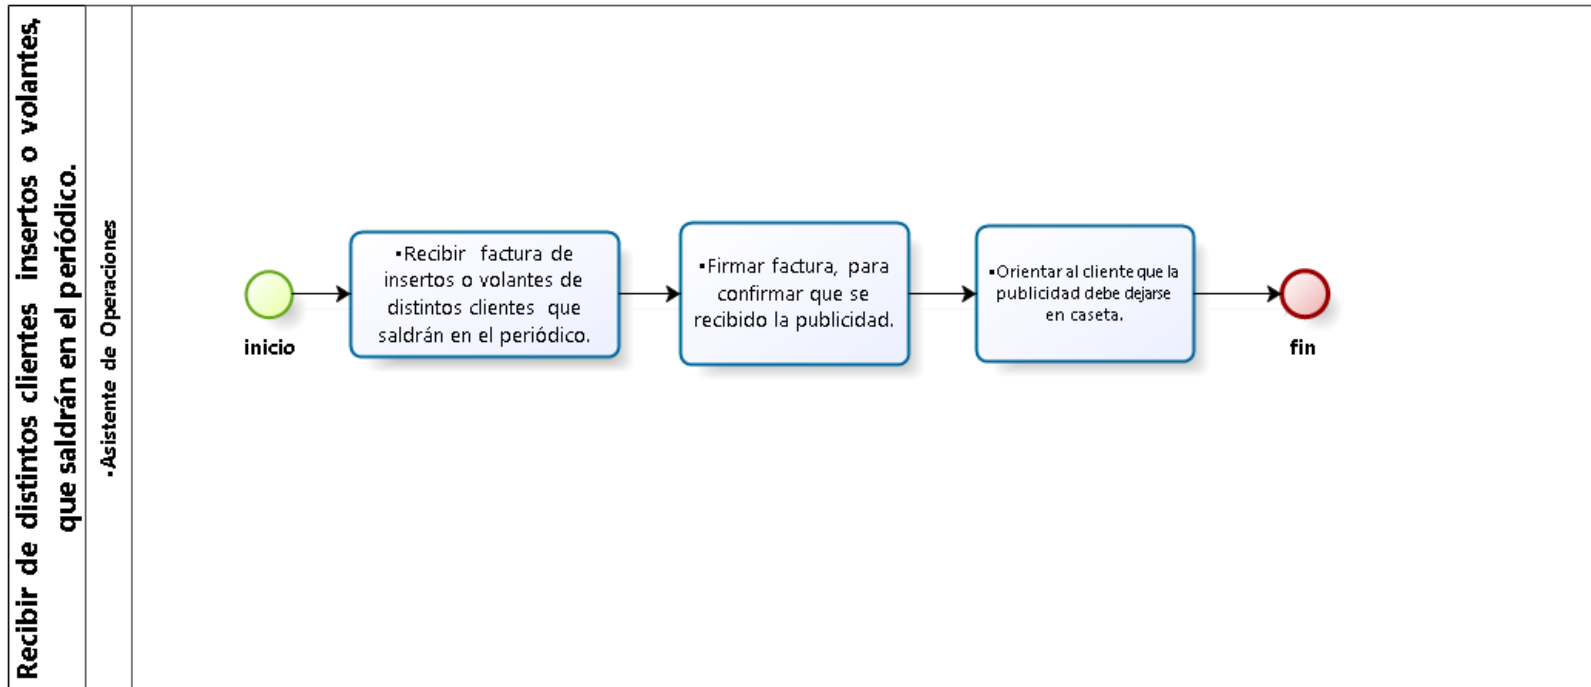 Recibir de distintos clientes insertos o volantes,
que saldrán en el periódico.
▪Asistente de Operaciones
inicio
▪Recibir factura de
insertos o volantes de
distintos clientes que
saldrán en el periódico.
▪Firmar factura, para
confirmar que se
recibido la publicidad.
▪Orientar al cliente que la
publicidad debe dejarse
en caseta.
fin